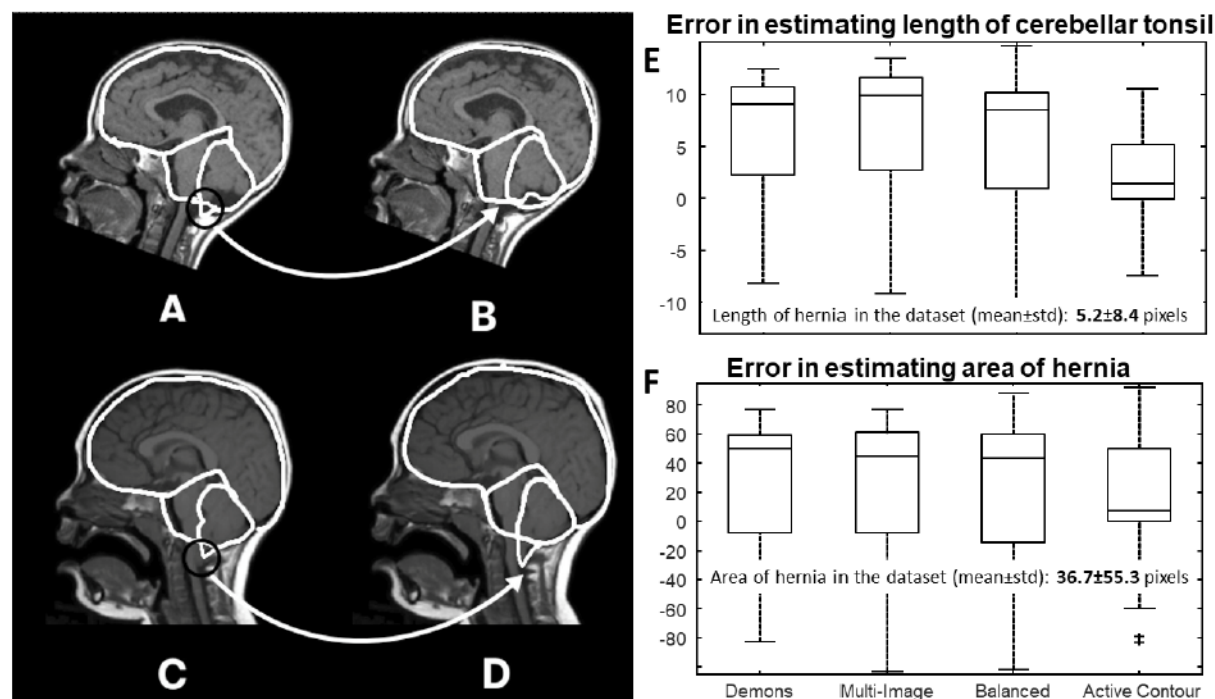 A
B
C
D
Error in estimating length of cerebellar tonsil
E
10
5
0
-5
-10
Length of hernia in the dataset (mean±std): 5.2±8.4 pixels
F
Error in estimating area of hernia
80
60
40
20
0
-20
-40
-60
-80
Area of hernia in the dataset (mean±std): 36.7±55.3 pixels
Demons Multi-Image Balanced Active Contour